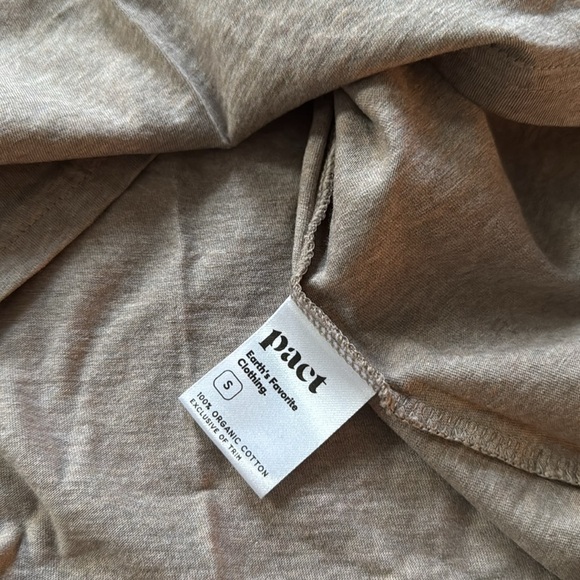 pact
Earth's Favorite
Clothing.
S
100% ORGANIC COTTON
EXCLUSIVE OF TRIM